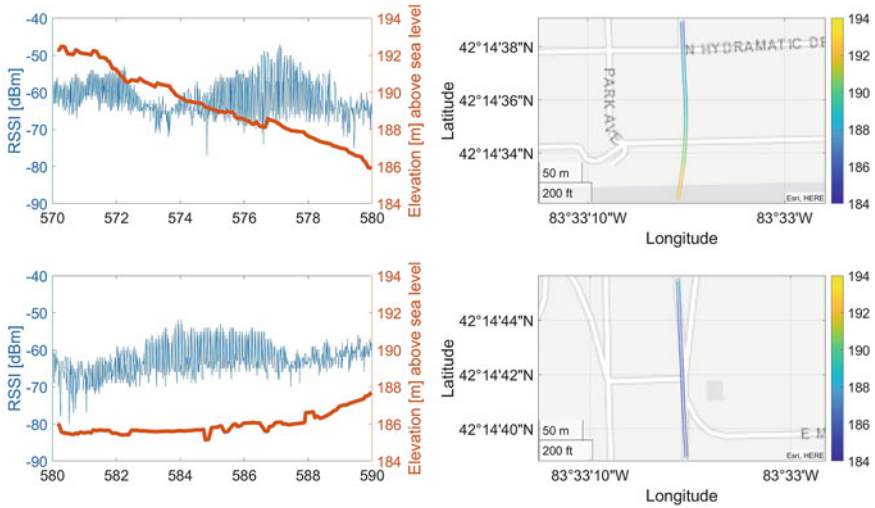 -40
-50
-60
-70
-80
-90
RSSI [dBm]
194
192
190
188
186
184
Elevation [m] above sea level
570 572 574 576 578 580
42°14'38"N
42°14'36"N
42°14'34"N
Latitude
N HYDRAMATIC DE
PARK AVE
50 m
200 ft
Esri, HERE
83°33'10"W 83°33'W
Longitude
194
192
190
188
186
184
-40
-50
-60
-70
-80
-90
RSSI [dBm]
194
192
190
188
186
184
Elevation [m] above sea level
580 582 584 586 588 590
42°14'44"N
42°14'42"N
42°14'40"N
Latitude
E M
50 m
200 ft
Esri, HERE
83°33'10"W 83°33'W
Longitude
194
192
190
188
186
184